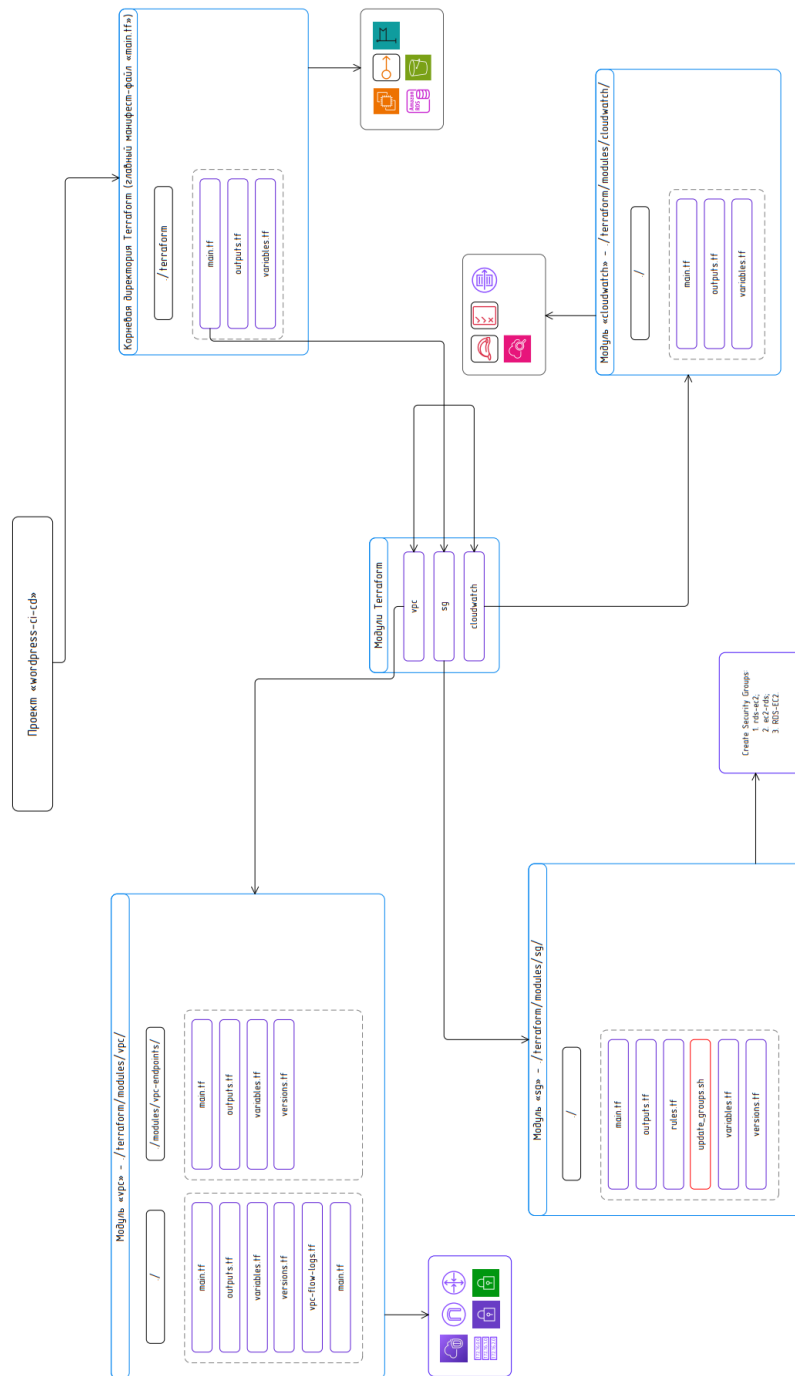 Проект «wordpress-ci-cd»
Модуль «vpc» - ./terraform/modules/vpc/
./
main.tf
outputs.tf
variables.tf
versions.tf
vpc-flow-logs.tf
main.tf
./modules/vpc-endpoints/
main.tf
outputs.tf
variables.tf
versions.tf
Модули Terraform
vpc
sg
cloudwatch
Корневая директория Terraform (главный манифест-файл «main.tf»)
./terraform
main.tf
outputs.tf
variables.tf
Amazon
RDS
Модуль «sg» - ./terraform/modules/sg/
./
main.tf
outputs.tf
rules.tf
update_groups.sh
variables.tf
versions.tf
Create Security Groups:
1. rds-ec2;
2. ec2-rds;
3. RDS-EC2.
Модуль «cloudwatch» - ./terraform/modules/cloudwatch/
./
main.tf
outputs.tf
variables.tf